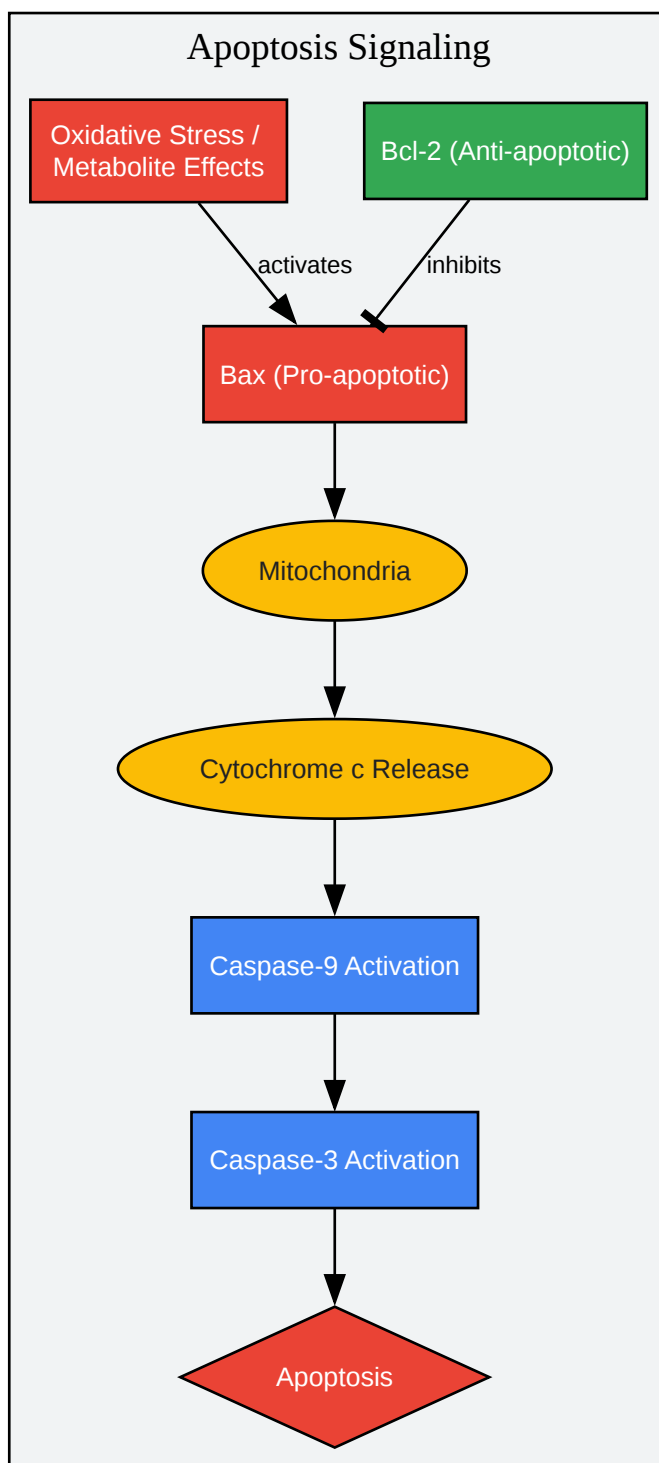 Apoptosis Signaling
Oxidative Stress /
Metabolite Effects
Bcl-2 (Anti-apoptotic)
activates
inhibits
Bax (Pro-apoptotic)
Mitochondria
Cytochrome c Release
Caspase-9 Activation
Caspase-3 Activation
Apoptosis